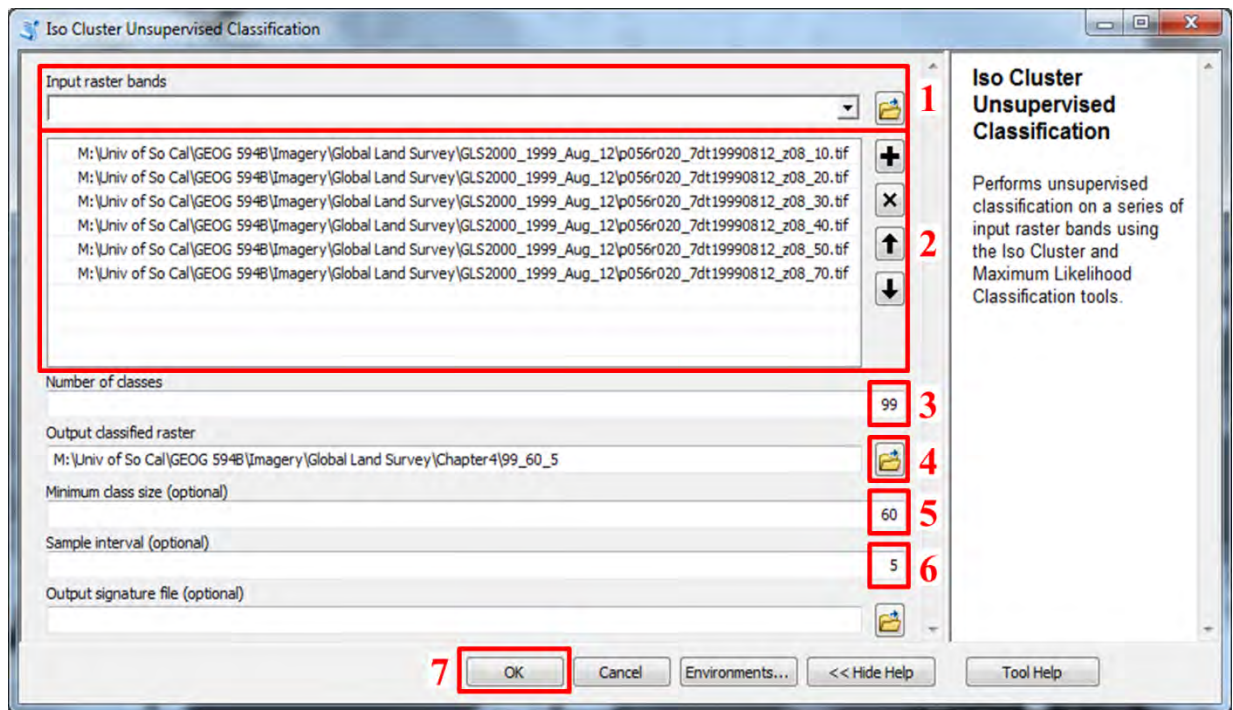 Iso Cluster Unsupervised Classification
Input raster bands
1
M:\Univ of So Cal\GEOG 594B\Imagery\Global Land Survey\GLS2000_1999_Aug_12\p056r020_7dt19990812_z08_10.tif
M:\Univ of So Cal\GEOG 594B\Imagery\Global Land Survey\GLS2000_1999_Aug_12\p056r020_7dt19990812_z08_20.tif
M:\Univ of So Cal\GEOG 594B\Imagery\Global Land Survey\GLS2000_1999_Aug_12\p056r020_7dt19990812_z08_30.tif
M:\Univ of So Cal\GEOG 594B\Imagery\Global Land Survey\GLS2000_1999_Aug_12\p056r020_7dt19990812_z08_40.tif
M:\Univ of So Cal\GEOG 594B\Imagery\Global Land Survey\GLS2000_1999_Aug_12\p056r020_7dt19990812_z08_50.tif
M:\Univ of So Cal\GEOG 594B\Imagery\Global Land Survey\GLS2000_1999_Aug_12\p056r020_7dt19990812_z08_70.tif
2
Number of classes
99 3
Output classified raster
M:\Univ of So Cal\GEOG 594B\Imagery\Global Land Survey\Chapter4\99_60_5
4
Minimum class size (optional)
60 5
Sample interval (optional)
5 6
Output signature file (optional)
7 OK Cancel Environments... << Hide Help Tool Help
Iso Cluster
Unsupervised
Classification
Performs unsupervised
classification on a series of
input raster bands using
the Iso Cluster and
Maximum Likelihood
Classification tools.